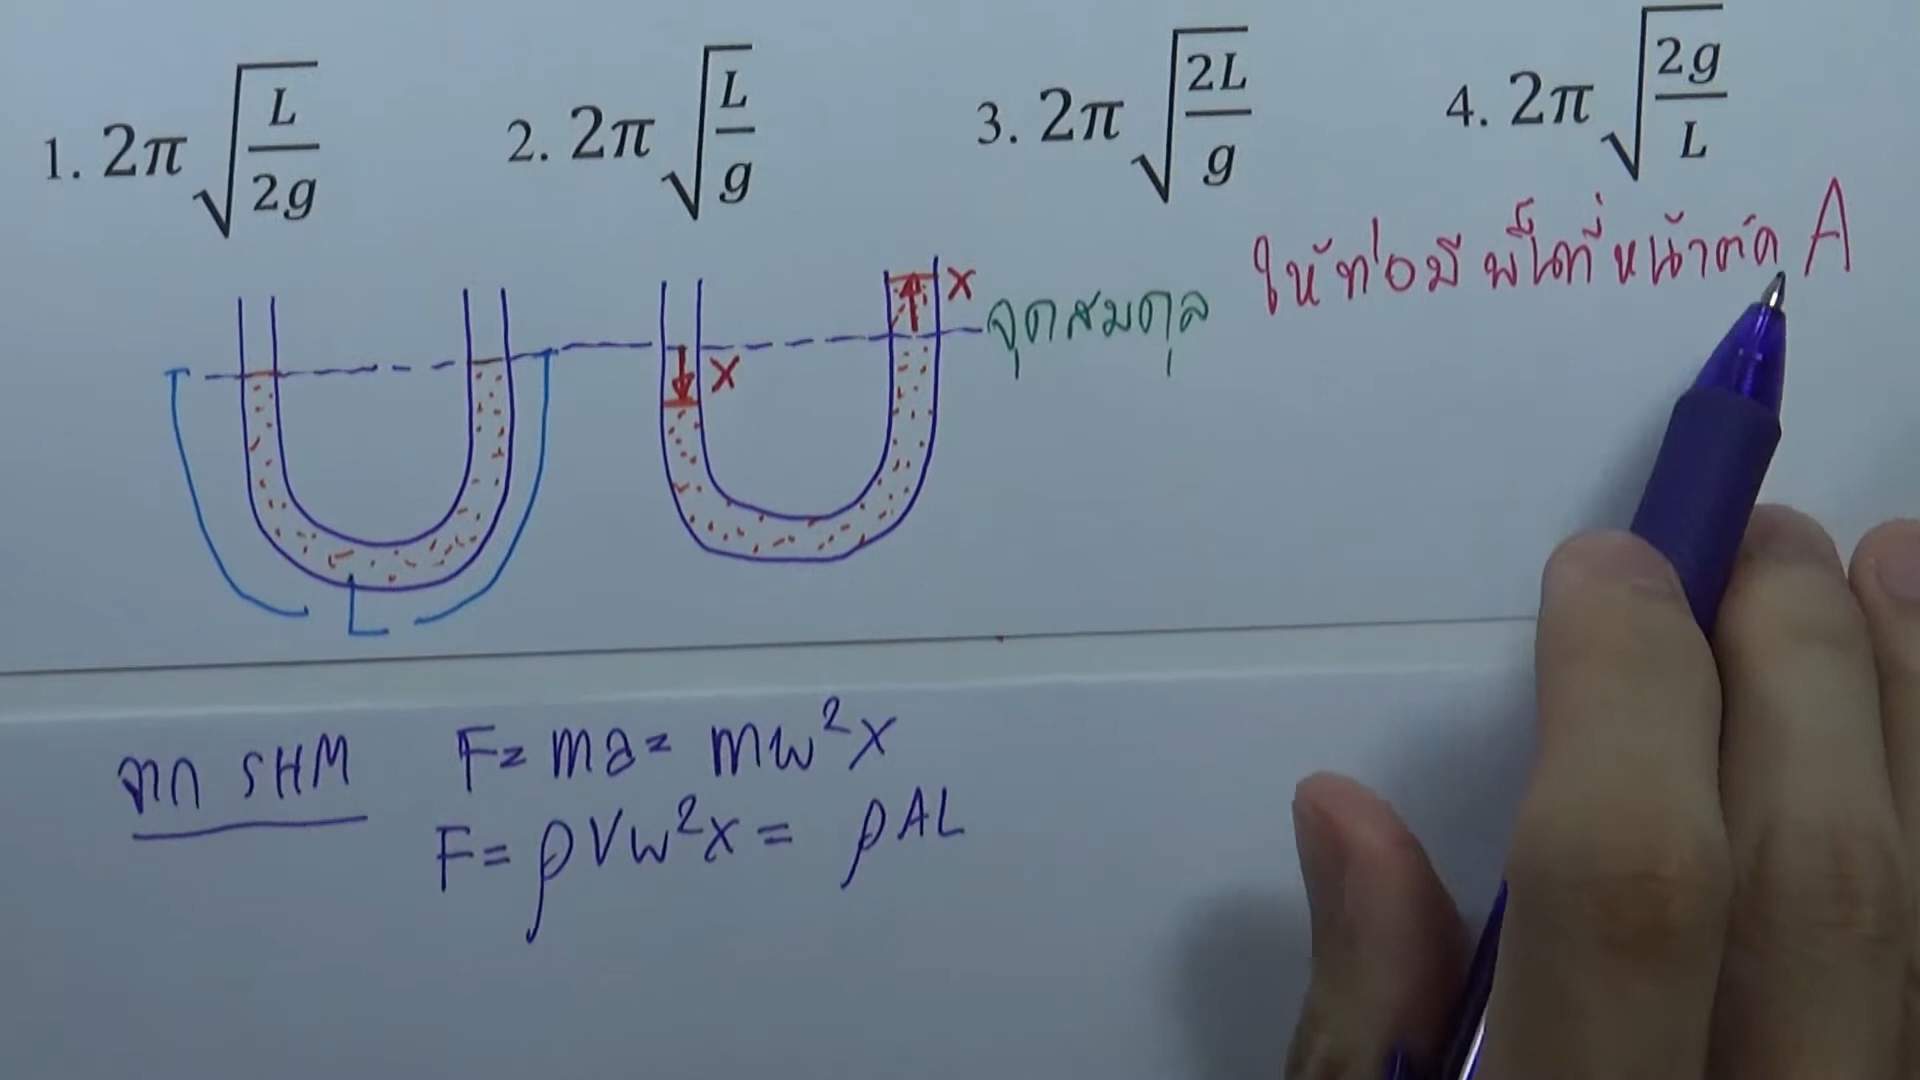 1. 2π√(L/2g) 2. 2π√(L/g) 3. 2π√(2L/g) 4. 2π√(2g/L)
ให้ท่อมี พื้นที่ หน้าตัด A
x จุดสมดุล
x
L
จาก SHM F = ma = mω²x
F = ρVω²x = ρAL